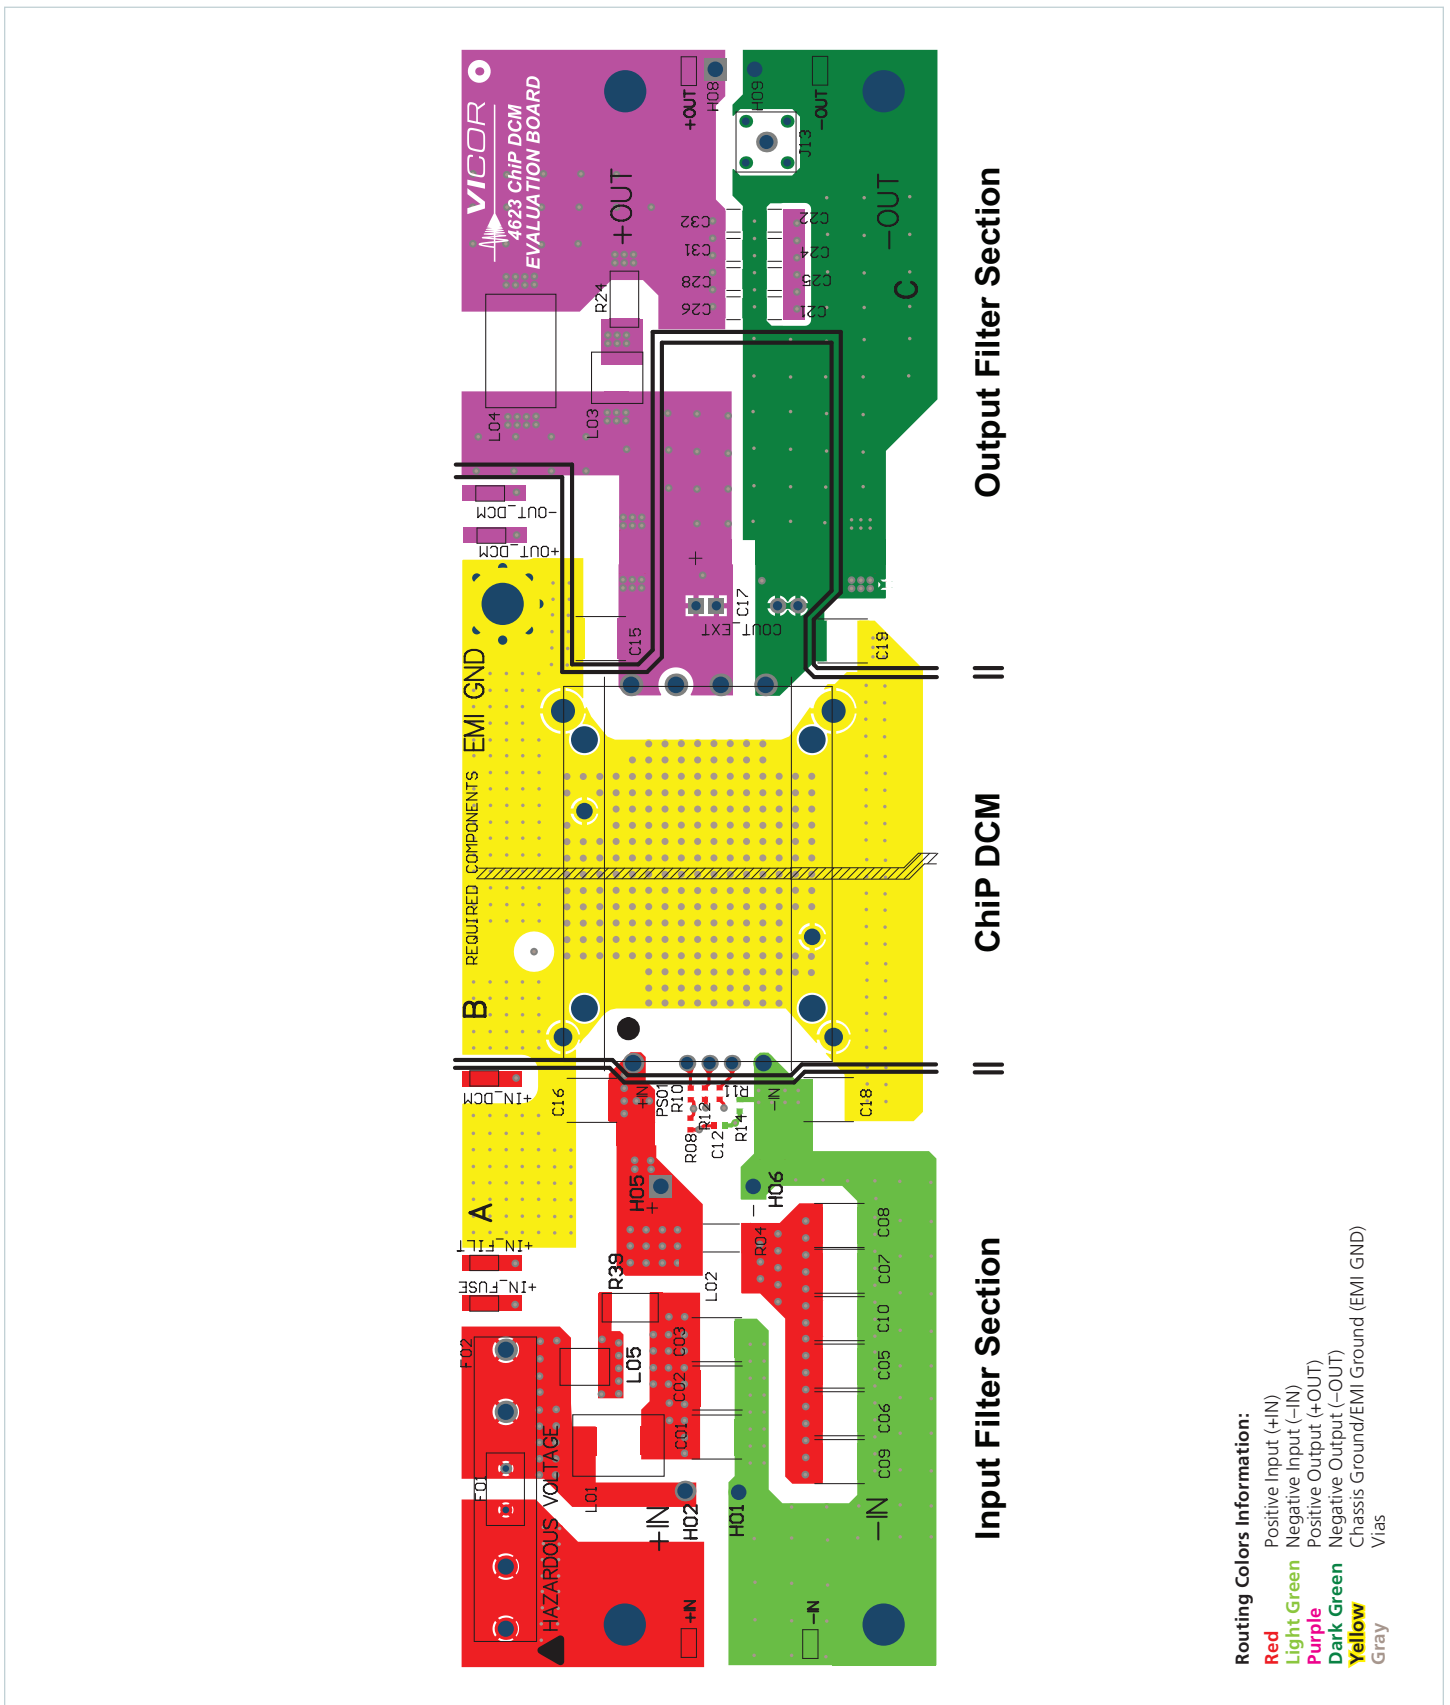 VICOR
4623 ChiP DCM
EVALUATION BOARD
+OUT
H08
H09
-OUT
J13
+OUT
-OUT
C32
C31
C28
C26
C22
C24
C25
C21
C
R24
L04
L03
Output Filter Section
-OUT_DCM
+OUT_DCM
+
C17
COUT_EXT
C15
C19
EMI GND
REQUIRED COMPONENTS
B
ChiP DCM
=
=
+IN_DCM
C16
+IN
PS01
R10
R12
R11
-IN
R08
C12
R14
C18
A
H05
+
H06
-
+IN_FILT
+IN_FUSE
R39
L02
R04
C08
C07
C10
C05
C06
C09
F02
L05
C03
C02
C01
F01
L01
HAZARDOUS VOLTAGE
+IN
H02
H01
-IN
+IN
-IN
Input Filter Section
Routing Colors Information:
Red Positive Input (+IN)
Light Green Negative Input (–IN)
Purple Positive Output (+OUT)
Dark Green Negative Output (–OUT)
Yellow Chassis Ground/EMI Ground (EMI GND)
Gray Vias